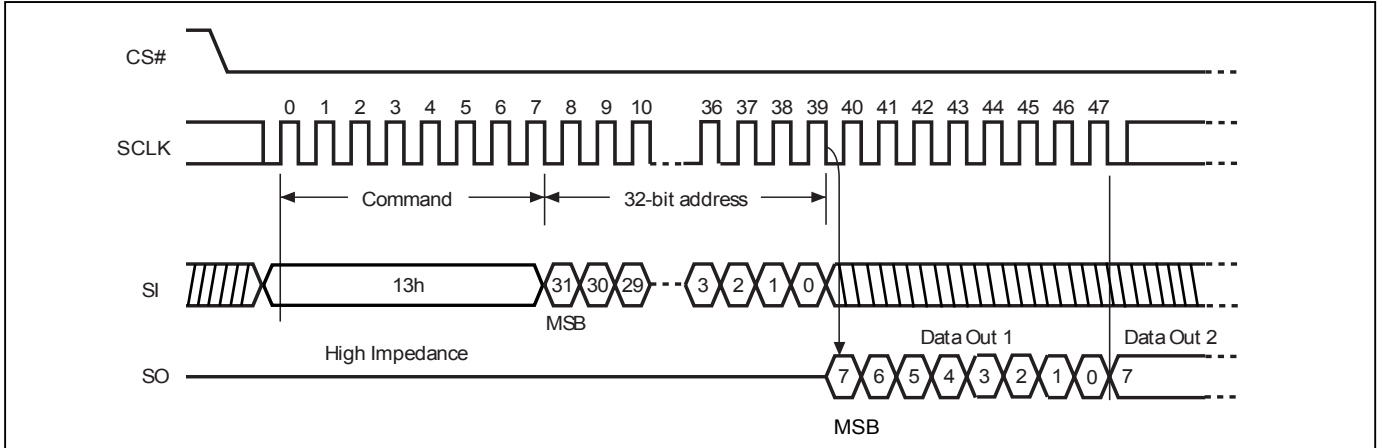 CS#
0 1 2 3 4 5 6 7 8 9 10 36 37 38 39 40 41 42 43 44 45 46 47
SCLK
Command 32-bit address
SI 13h 31 30 29 3 2 1 0
MSB
Data Out 1 Data Out 2
High Impedance
SO 7 6 5 4 3 2 1 0 7
MSB